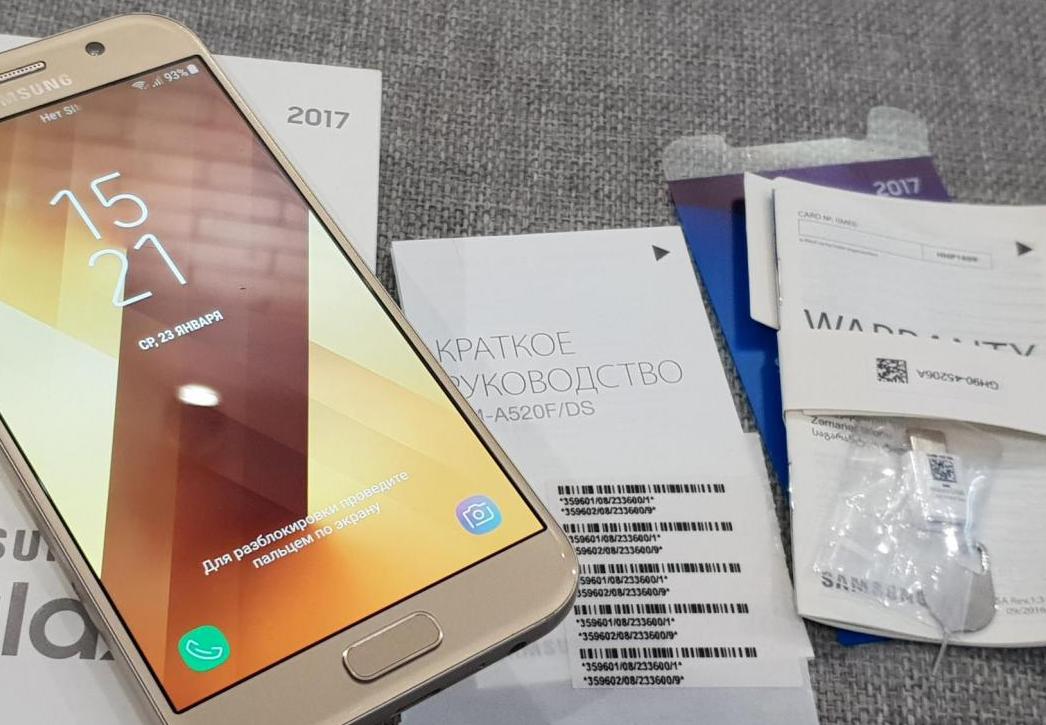 SAMSUNG
93%
Нет
15
21
СР, 23 ЯНВАРЯ
Для разблокировки проведите
пальцем по экрану
2017
КРАТКОЕ
РУКОВОДСТВО
-A520F/DS
*359601/08/233600/1*
*359602/08/233600/9*
359601/08/233600/1*
359602/08/233600/9*
359601/08/233600/1*
359602/08/233600/9*
*359601/08/233600/1*
*359602/08/233600/9*
*359601/08/233600/1*
*359602/08/233600/9*
2017
CARD №, (IMEI)
WARRANTY
GH90-45206A
SAMSUNG